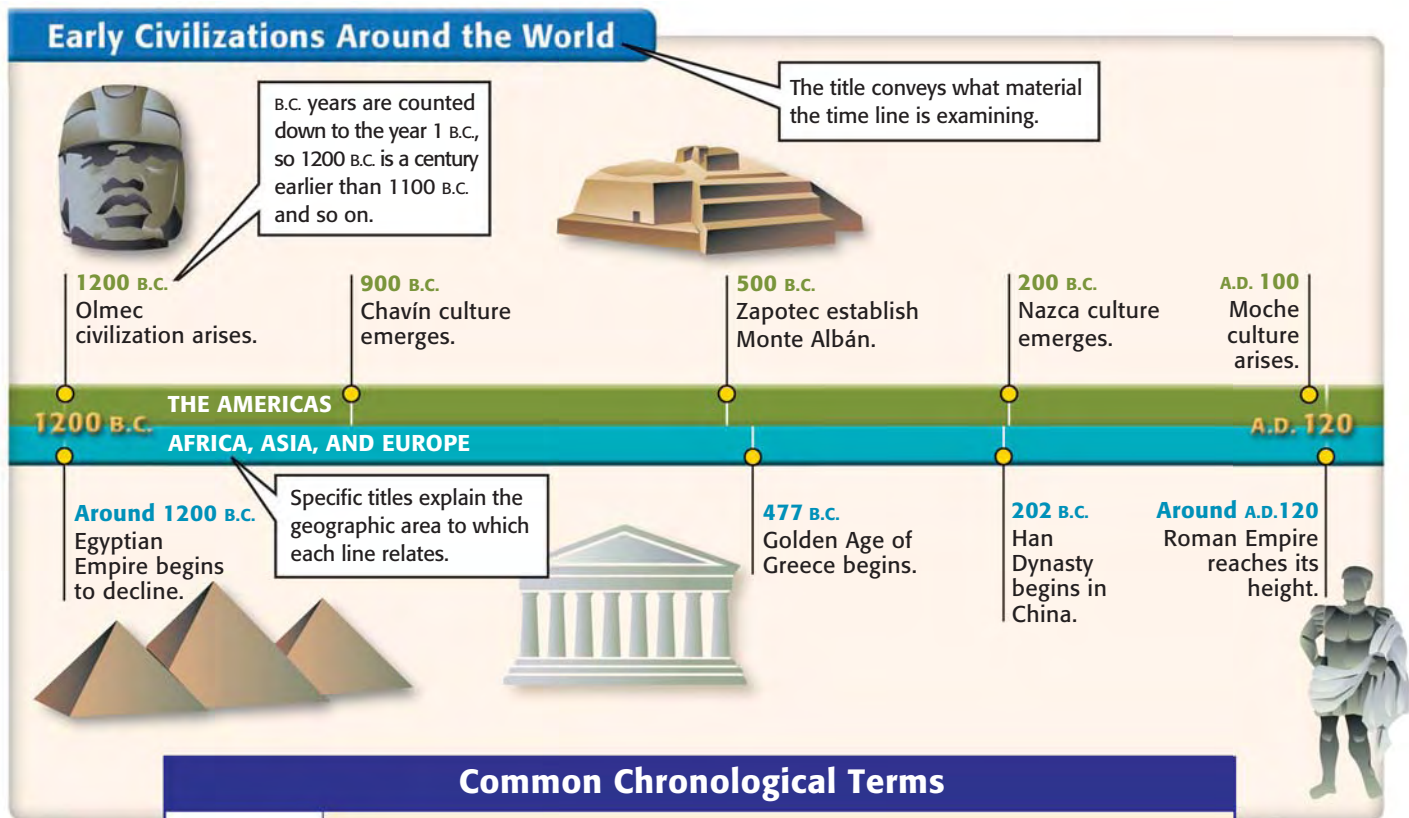 Early Civilizations Around the World
The title conveys what material
the time line is examining.
B.C. years are counted
down to the year 1 B.C.,
so 1200 B.C. is a century
earlier than 1100 B.C.
and so on.
1200 B.C.
Olmec
civilization arises.
900 B.C.
Chavín culture
emerges.
500 B.C.
Zapotec establish
Monte Albán.
200 B.C.
Nazca culture
emerges.
A.D. 100
Moche
culture
arises.
THE AMERICAS
1200 B.C.
A.D. 120
AFRICA, ASIA, AND EUROPE
Specific titles explain the
geographic area to which
each line relates.
Around 1200 B.C.
Egyptian
Empire begins
to decline.
477 B.C.
Golden Age of
Greece begins.
202 B.C.
Han
Dynasty
begins in
China.
Around A.D.120
Roman Empire
reaches its
height.
Common Chronological Terms